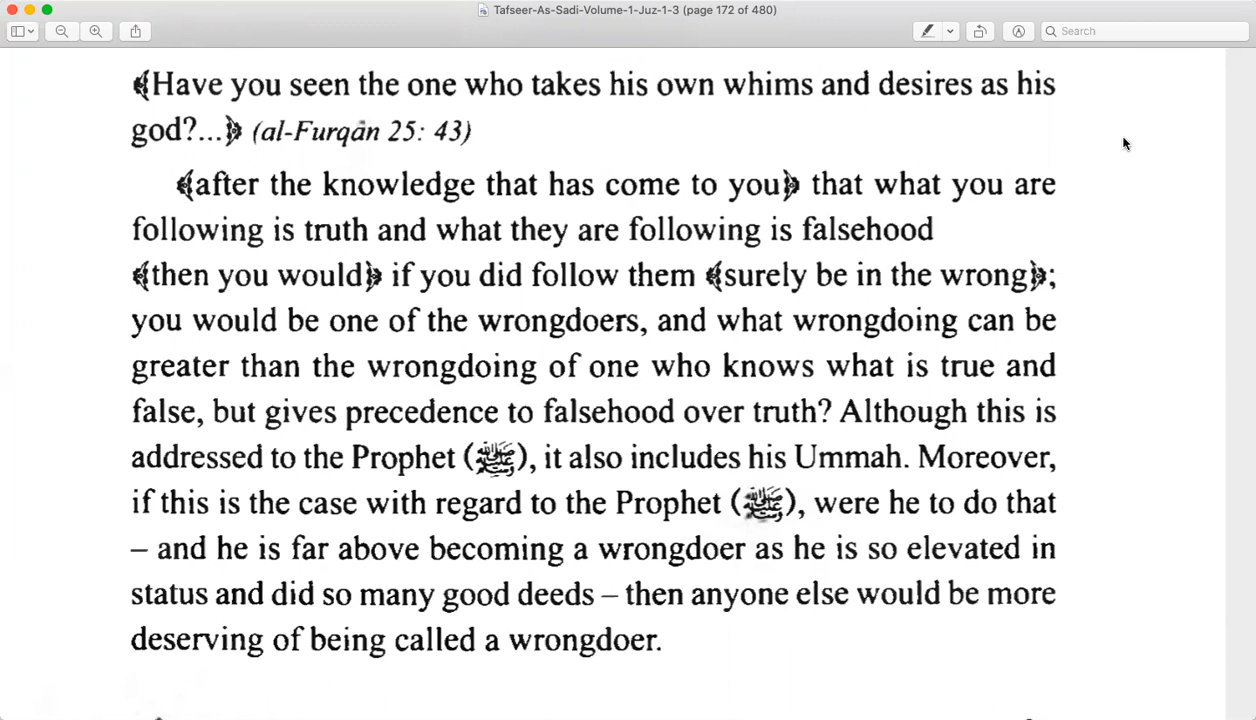 Tafseer-As-Sadi-Volume-1-Juz-1-3 (page 172 of 480)
Search
﴾Have you seen the one who takes his own whims and desires as his
god?...﴿ (al-Furqān 25: 43)
﴾after the knowledge that has come to you﴿ that what you are
following is truth and what they are following is falsehood
﴾then you would﴿ if you did follow them ﴾surely be in the wrong﴿;
you would be one of the wrongdoers, and what wrongdoing can be
greater than the wrongdoing of one who knows what is true and
false, but gives precedence to falsehood over truth? Although this is
addressed to the Prophet (ﷺ), it also includes his Ummah. Moreover,
if this is the case with regard to the Prophet (ﷺ), were he to do that
– and he is far above becoming a wrongdoer as he is so elevated in
status and did so many good deeds – then anyone else would be more
deserving of being called a wrongdoer.